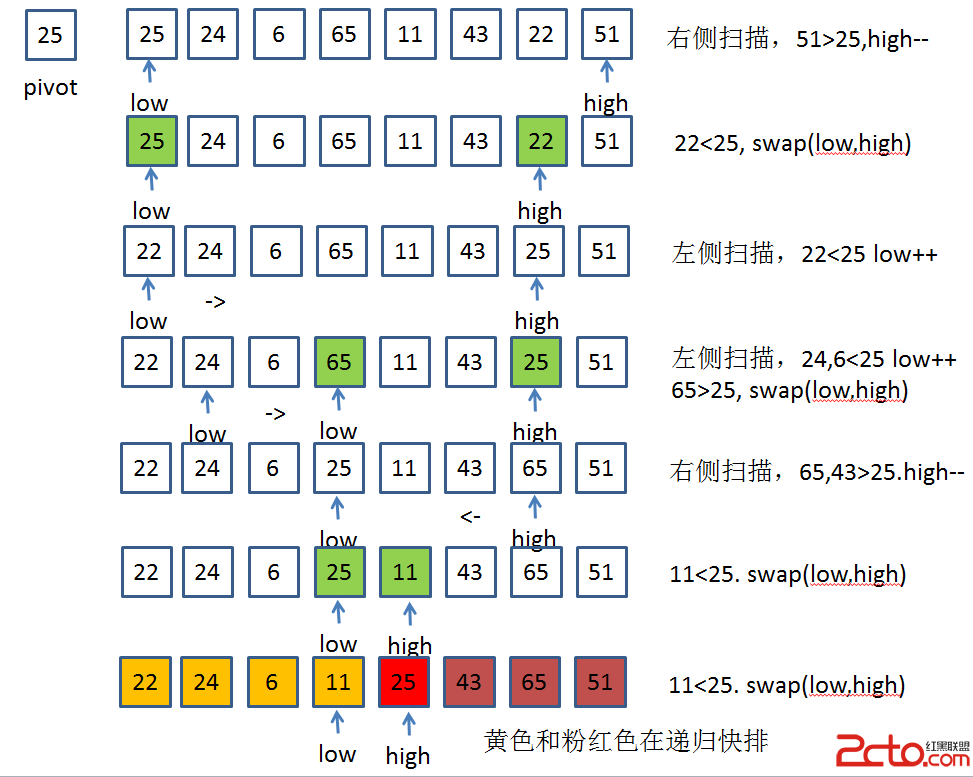 25 25 24 6 65 11 43 22 51 右侧扫描，51>25,high--
pivot
low high
25 24 6 65 11 43 22 51 22<25, swap(low,high)
low high
22 24 6 65 11 43 25 51 左侧扫描，22<25 low++
->
low high
22 24 6 65 11 43 25 51 左侧扫描，24,6<25 low++
65>25, swap(low,high)
->
low low high
22 24 6 25 11 43 65 51 右侧扫描，65,43>25.high--
<-
low high
22 24 6 25 11 43 65 51 11<25. swap(low,high)
low high
22 24 6 11 25 43 65 51 11<25. swap(low,high)
low high
黄色和粉红色在递归快排
2cto.com 红黑联盟